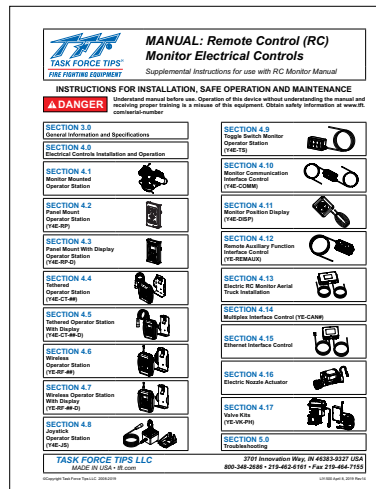 TFT
TASK FORCE TIPS®
FIRE FIGHTING EQUIPMENT
MANUAL: Remote Control (RC)
Monitor Electrical Controls
Supplemental Instructions for use with RC Monitor Manual
INSTRUCTIONS FOR INSTALLATION, SAFE OPERATION AND MAINTENANCE
DANGER
Understand manual before use. Operation of this device without understanding the manual and
receiving proper training is a misuse of this equipment. Obtain safety information at www.tft.
com/serial-number
SECTION 3.0
General Information and Specifications
SECTION 4.0
Electrical Controls Installation and Operation
SECTION 4.1
Monitor Mounted
Operator Station
SECTION 4.2
Panel Mount
Operator Station
(Y4E-RP)
SECTION 4.3
Panel Mount With Display
Operator Station
(Y4E-RP-D)
SECTION 4.4
Tethered
Operator Station
(Y4E-CT-##)
SECTION 4.5
Tethered Operator Station
With Display
(Y4E-CT-##-D)
SECTION 4.6
Wireless
Operator Station
(YE-RF-##)
SECTION 4.7
Wireless Operator Station
With Display
(YE-RF-##-D)
SECTION 4.8
Joystick
Operator Station
(Y4E-JS)
SECTION 4.9
Toggle Switch Monitor
Operator Station
(Y4E-TS)
SECTION 4.10
Monitor Communication
Interface Control
(Y4E-COMM)
SECTION 4.11
Monitor Position Display
(Y4E-DISP)
SECTION 4.12
Remote Auxiliary Function
Interface Control
(YE-REMAUX)
SECTION 4.13
Electric RC Monitor Aerial
Truck Installation
SECTION 4.14
Multiplex Interface Control (YE-CAN#)
SECTION 4.15
Ethernet Interface Control
SECTION 4.16
Electric Nozzle Actuator
SECTION 4.17
Valve Kits
(YE-VK-PH)
SECTION 5.0
Troubleshooting
TASK FORCE TIPS LLC
MADE IN USA • tft.com
3701 Innovation Way, IN 46383-9327 USA
800-348-2686 • 219-462-6161 • Fax 219-464-7155
©Copyright Task Force Tips LLC 2008-2019
LIY-500 April 8, 2019 Rev14